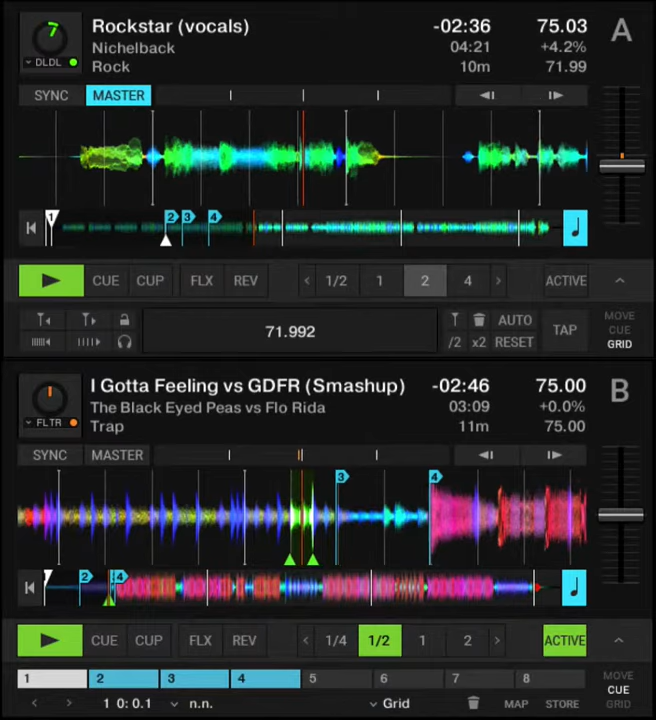 Rockstar (vocals) -02:36 75.03 A
Nichelback 04:21 +4.2%
DLDL Rock 10m 71.99
SYNC MASTER
1 2 3 4
CUE CUP FLX REV 1/2 1 2 4 ACTIVE
71.992 /2 x2 AUTO RESET TAP MOVE CUE GRID
I Gotta Feeling vs GDFR (Smashup) -02:46 75.00 B
The Black Eyed Peas vs Flo Rida 03:09 +0.0%
FLTR Trap 11m 75.00
SYNC MASTER
3 4
2 4
CUE CUP FLX REV 1/4 1/2 1 2 ACTIVE
1 2 3 4 5 6 7 8 MOVE CUE GRID
1 0: 0.1 n.n. Grid MAP STORE